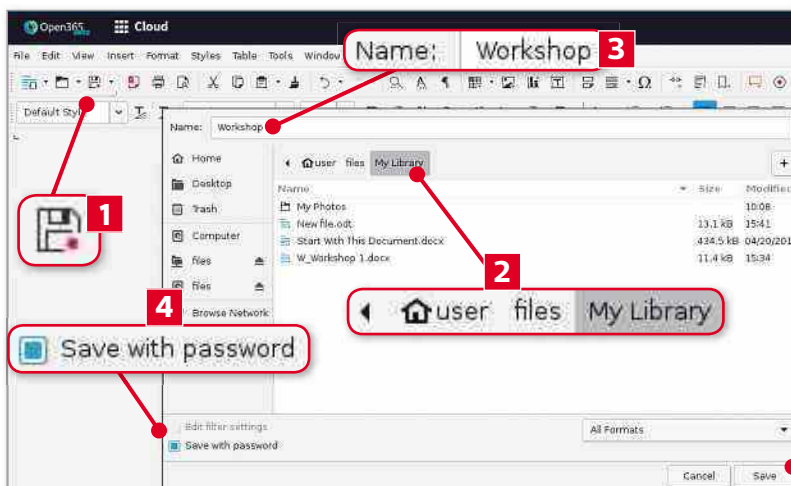 Open365 Cloud
File Edit View Insert Format Styles Table Tools Window
Name: Workshop 3
Default Sty
Name: Workshop
1
Home
Desktop
Trash
Computer
files
files
Browse Network
user files My Library
Name Size Modified
My Photos 10:08
New file.odt 13.1 kB 15:41
Start With This Document.docx 434.5 kB 04/20/201
W_Workshop 1.docx 11.4 kB 15:34
2
user files My Library
4
Save with password
Edit filter settings
Save with password
All Formats
Cancel Save